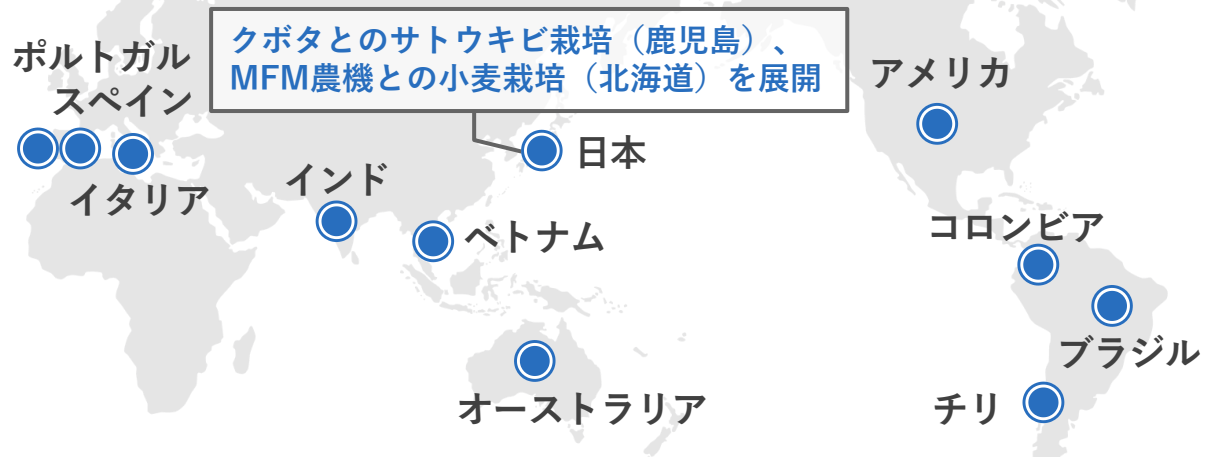 クボタとのサトウキビ栽培（鹿児島）、
MFM農機との小麦栽培（北海道）を展開
ポルトガル
スペイン
イタリア
インド
ベトナム
日本
オーストラリア
アメリカ
コロンビア
ブラジル
チリ